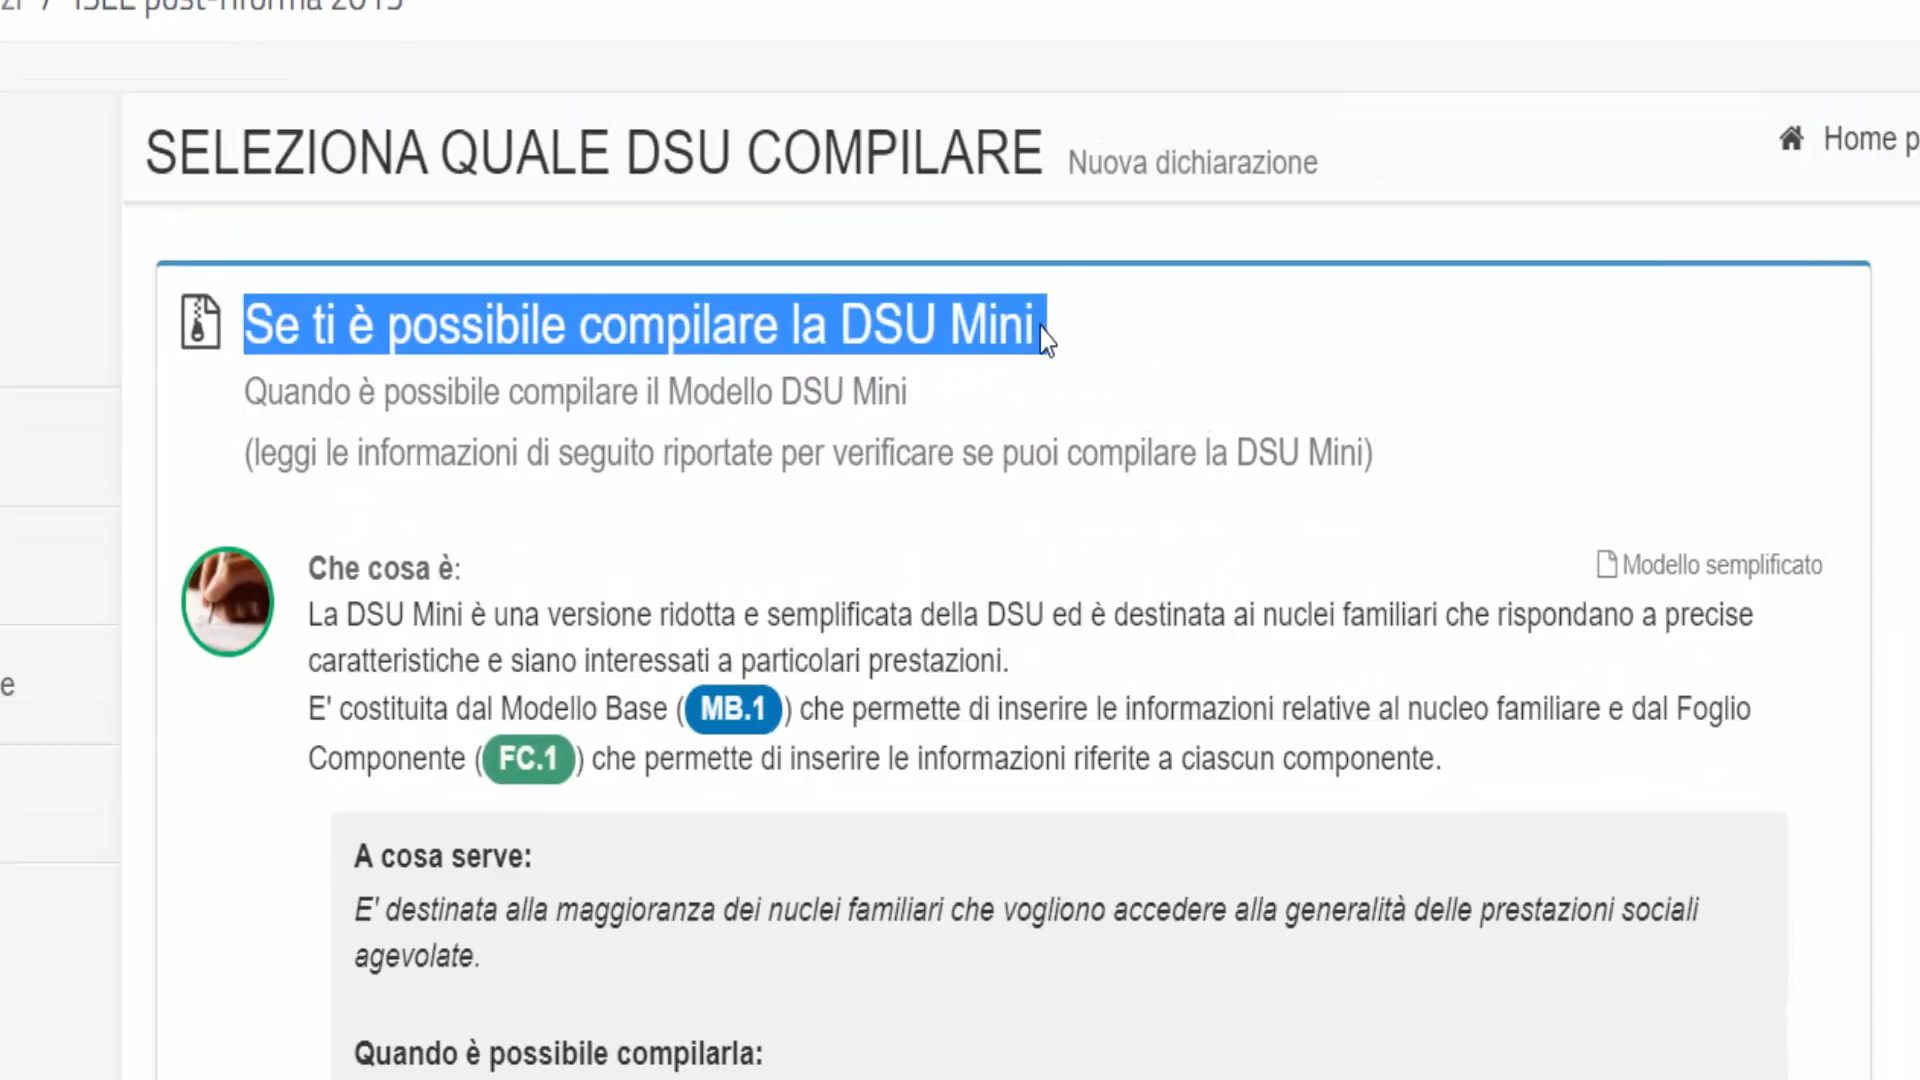 / ISEE post-riforma 2015
SELEZIONA QUALE DSU COMPILARE Nuova dichiarazione
Home p
Se ti è possibile compilare la DSU Mini
Quando è possibile compilare il Modello DSU Mini
(leggi le informazioni di seguito riportate per verificare se puoi compilare la DSU Mini)
Che cosa è:
Modello semplificato
La DSU Mini è una versione ridotta e semplificata della DSU ed è destinata ai nuclei familiari che rispondano a precise
caratteristiche e siano interessati a particolari prestazioni.
E' costituita dal Modello Base (MB.1) che permette di inserire le informazioni relative al nucleo familiare e dal Foglio
Componente (FC.1) che permette di inserire le informazioni riferite a ciascun componente.
e
A cosa serve:
E' destinata alla maggioranza dei nuclei familiari che vogliono accedere alla generalità delle prestazioni sociali
agevolate.
Quando è possibile compilarla: